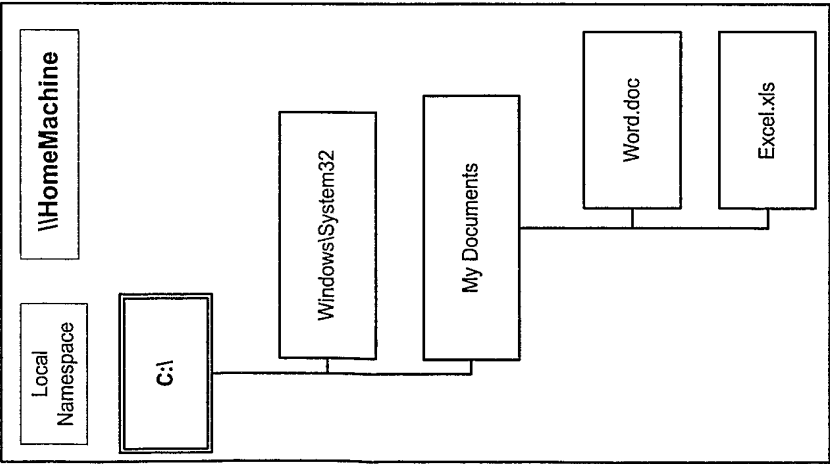 Local
Namespace
\\HomeMachine
C:\
Windows\System32
My Documents
Word.doc
Excel.xls